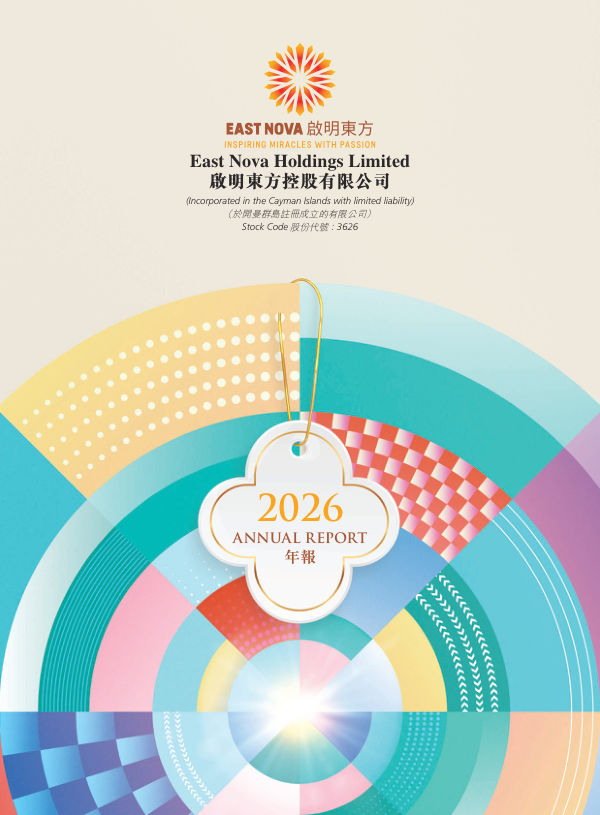 EAST NOVA 啟明東方
INSPIRING MIRACLES WITH PASSION
East Nova Holdings Limited
啟明東方控股有限公司
(Incorporated in the Cayman Islands with limited liability)
（於開曼群島註冊成立的有限公司）
Stock Code 股份代號 : 3626
2026
ANNUAL REPORT
年報